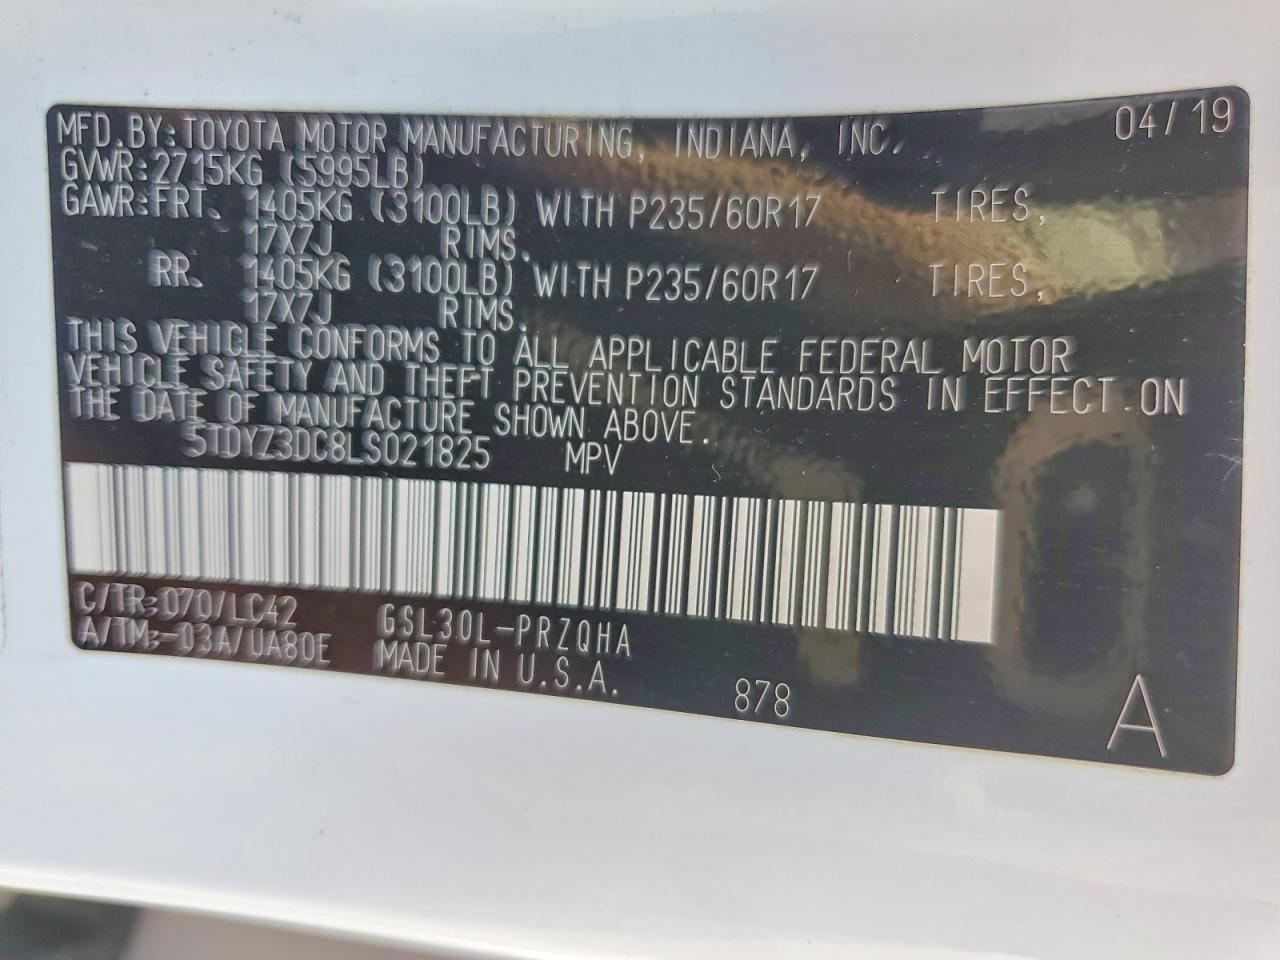 MFD.BY:TOYOTA MOTOR MANUFACTURING, INDIANA, INC. 04/19
GVWR:2715KG (5995LB)
GAWR:FRT. 1405KG (3100LB) WITH P235/60R17 TIRES,
17X7J RIMS.
RR. 1405KG (3100LB) WITH P235/60R17 TIRES,
17X7J RIMS.
THIS VEHICLE CONFORMS TO ALL APPLICABLE FEDERAL MOTOR
VEHICLE SAFETY AND THEFT PREVENTION STANDARDS IN EFFECT ON
THE DATE OF MANUFACTURE SHOWN ABOVE.
5TDYZ3DC8LS021825 MPV
C/TR:070/LC42 GSL30L-PRZQHA
A/TM:-03A/UA80E MADE IN U.S.A.
878
A